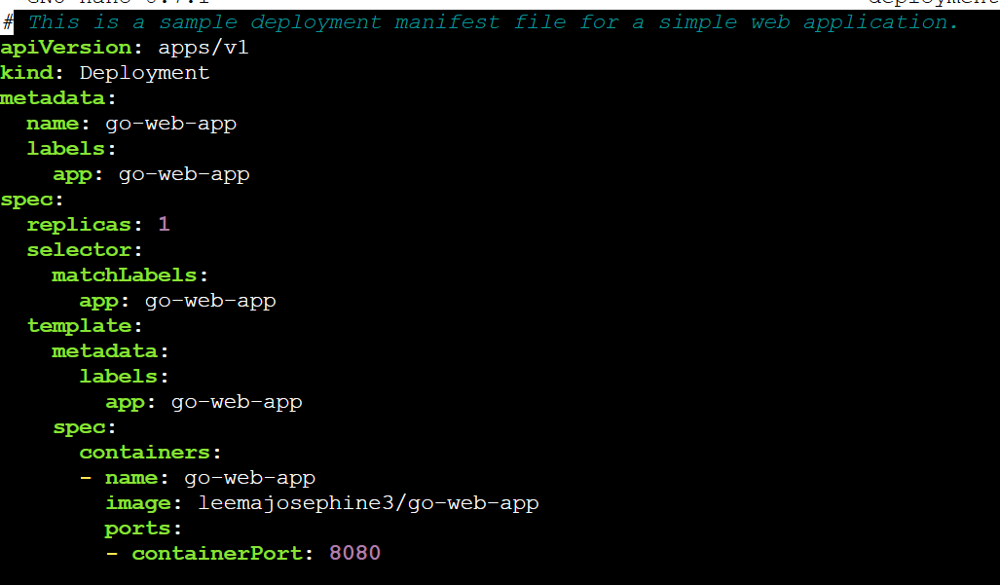 # This is a sample deployment manifest file for a simple web application.
apiVersion: apps/v1
kind: Deployment
metadata:
  name: go-web-app
  labels:
    app: go-web-app
spec:
  replicas: 1
  selector:
    matchLabels:
      app: go-web-app
  template:
    metadata:
      labels:
        app: go-web-app
    spec:
      containers:
      - name: go-web-app
        image: leemajosephine3/go-web-app
        ports:
        - containerPort: 8080